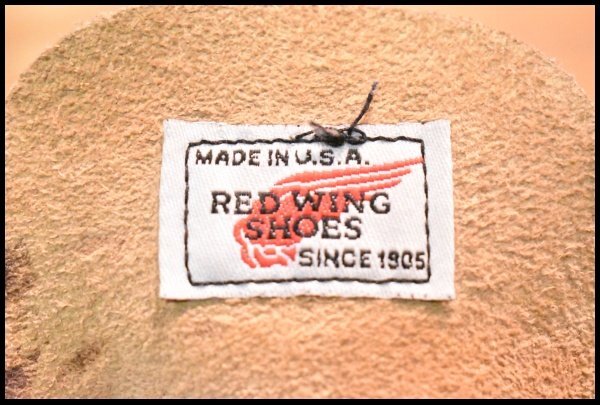 MADE IN U.S.A.
RED WING
SHOES
SINCE 1905